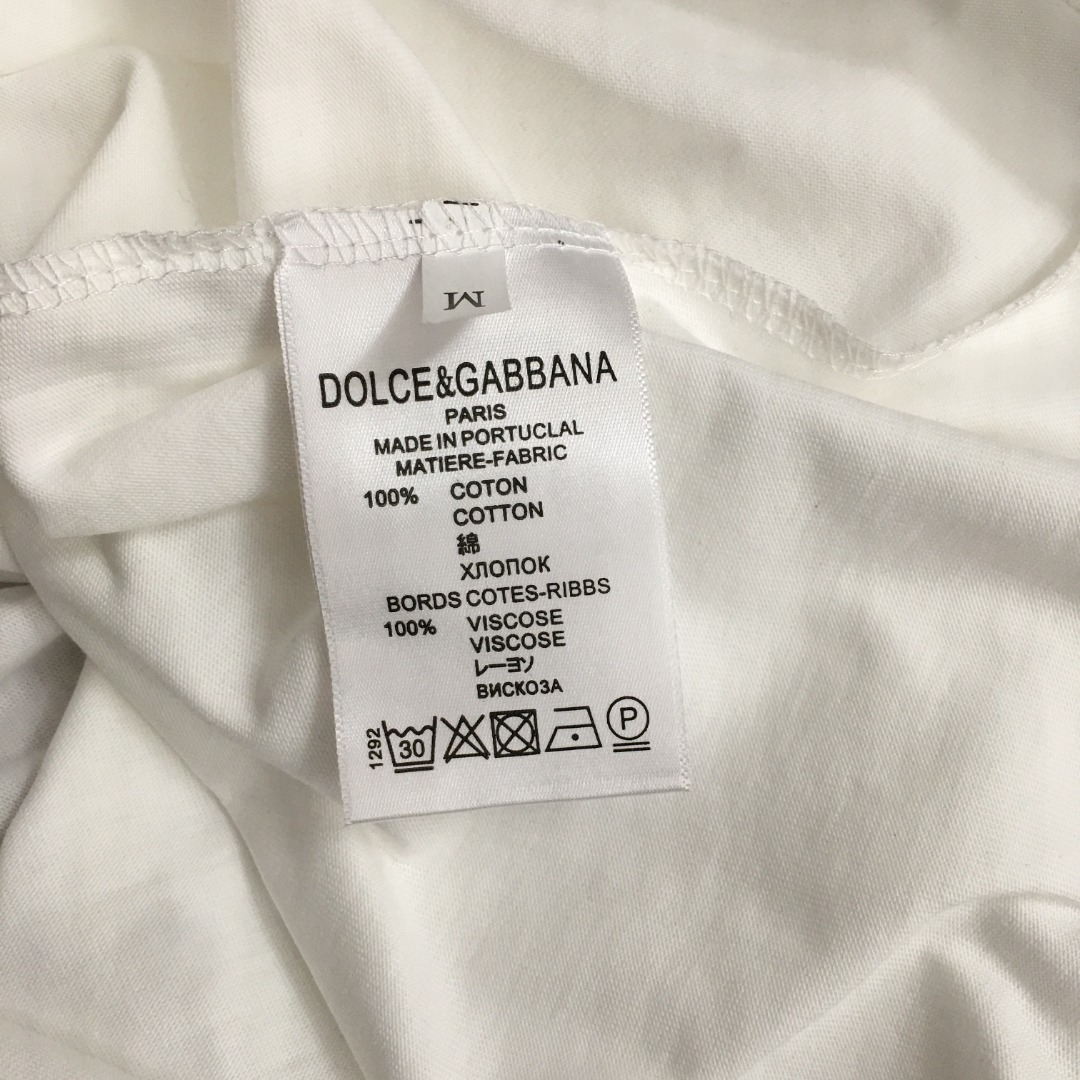 M
DOLCE&GABBANA
PARIS
MADE IN PORTUCLAL
MATIERE-FABRIC
100% COTON
COTTON
綿
ХЛОПОК
BORDS COTES-RIBBS
100% VISCOSE
VISCOSE
レーヨソ
ВИСКОЗА
1292 30 P